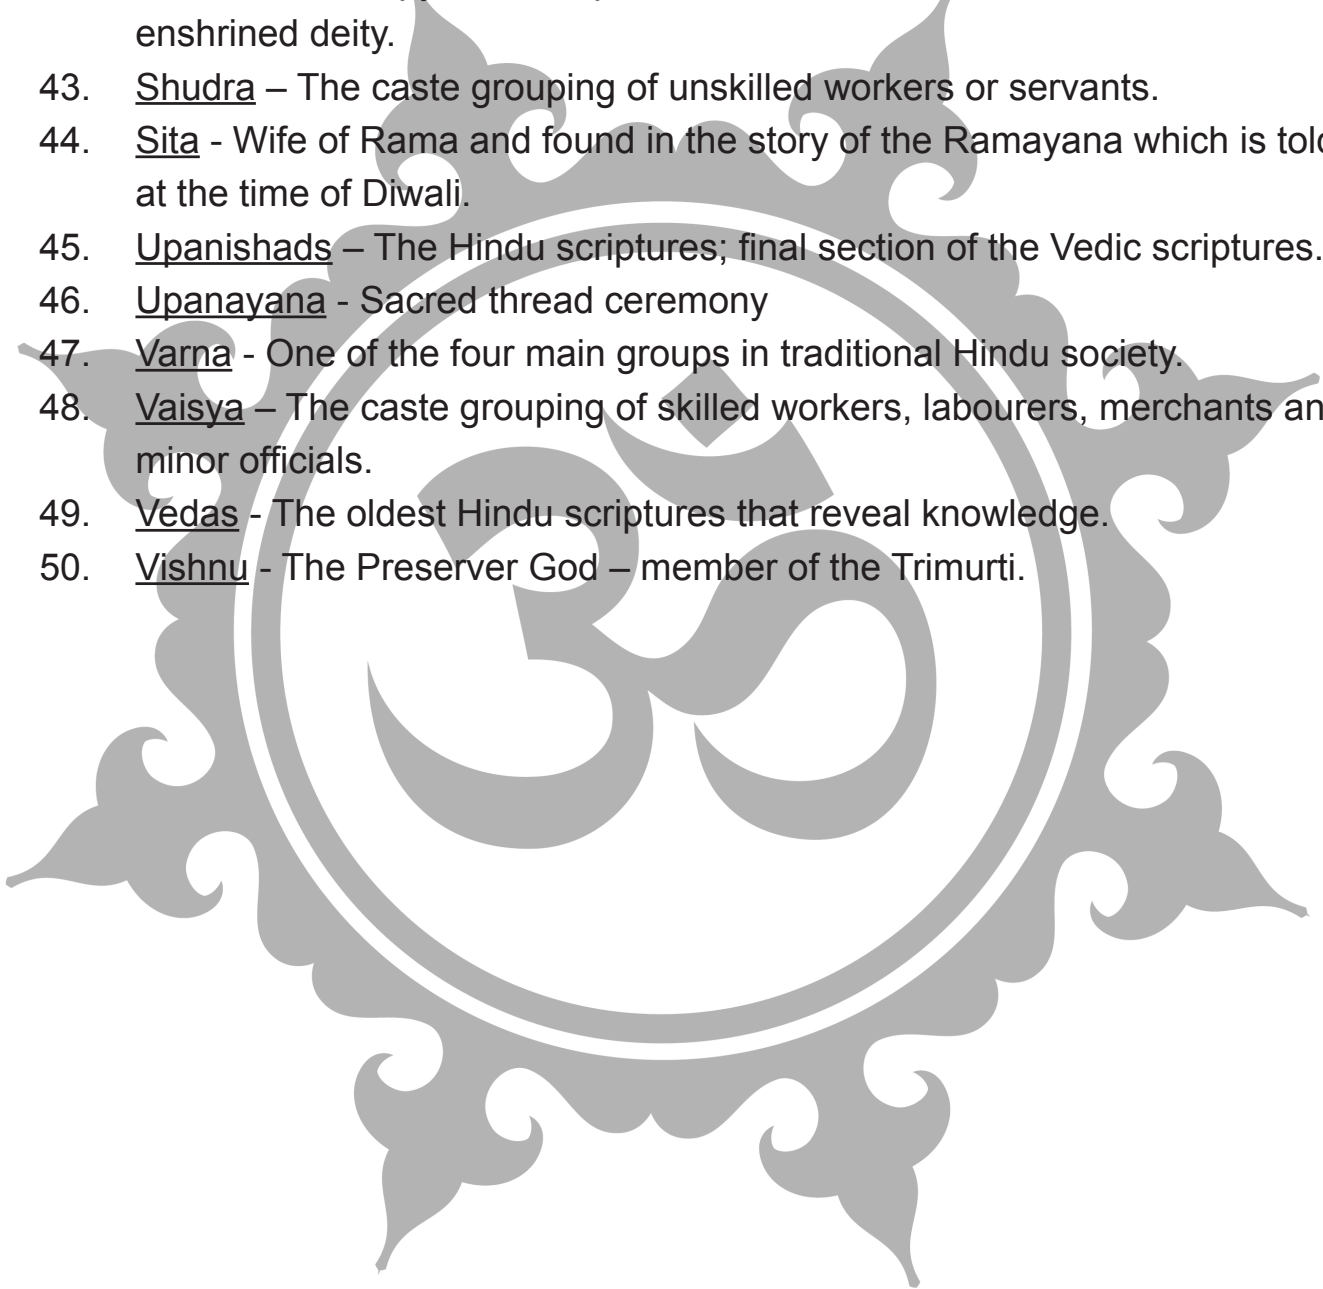 enshrined deity.
43. Shudra – The caste grouping of unskilled workers or servants.
44. Sita - Wife of Rama and found in the story of the Ramayana which is told
at the time of Diwali.
45. Upanishads – The Hindu scriptures; final section of the Vedic scriptures.
46. Upanayana - Sacred thread ceremony
47. Varna - One of the four main groups in traditional Hindu society.
48. Vaisya – The caste grouping of skilled workers, labourers, merchants an
minor officials.
49. Vedas - The oldest Hindu scriptures that reveal knowledge.
50. Vishnu - The Preserver God – member of the Trimurti.
ॐ